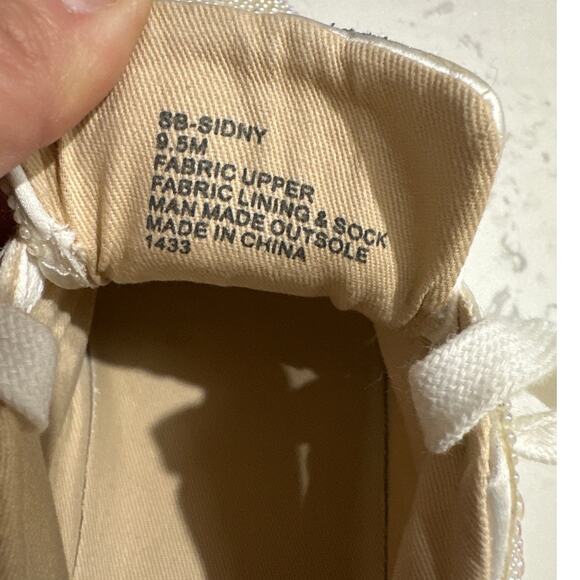 SB-SIDNY
9.5M
FABRIC UPPER
FABRIC LINING & SOCK
MAN MADE OUTSOLE
MADE IN CHINA
1433